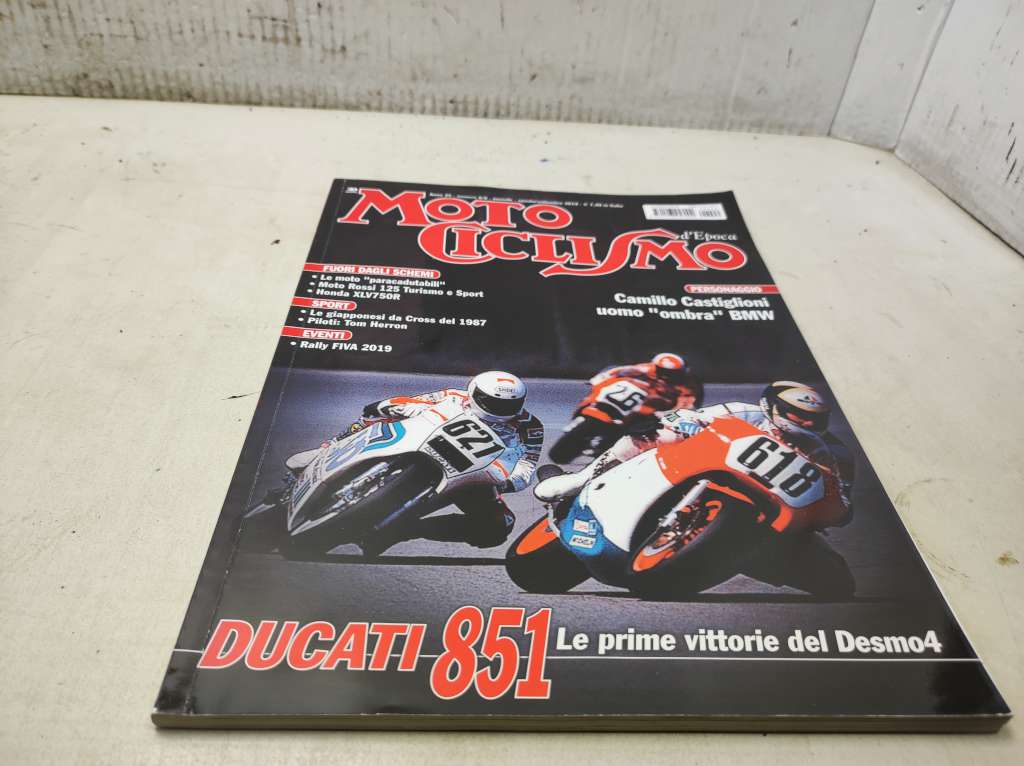 MOTO
CICLISMO
d'Epoca
FUORI DAGLI SCHEMI
• Le moto "paracadutabili"
• Moto Rossi 125 Turismo e Sport
• Honda XLV750R
SPORT
• Le giapponesi da Cross del 1987
• Piloti: Tom Herron
EVENTI
• Rally FIVA 2019
PERSONAGGIO
Camillo Castiglioni
uomo "ombra" BMW
SHOEI
621
DUCATI
26
618
DUCATI 851 Le prime vittorie del Desmo4